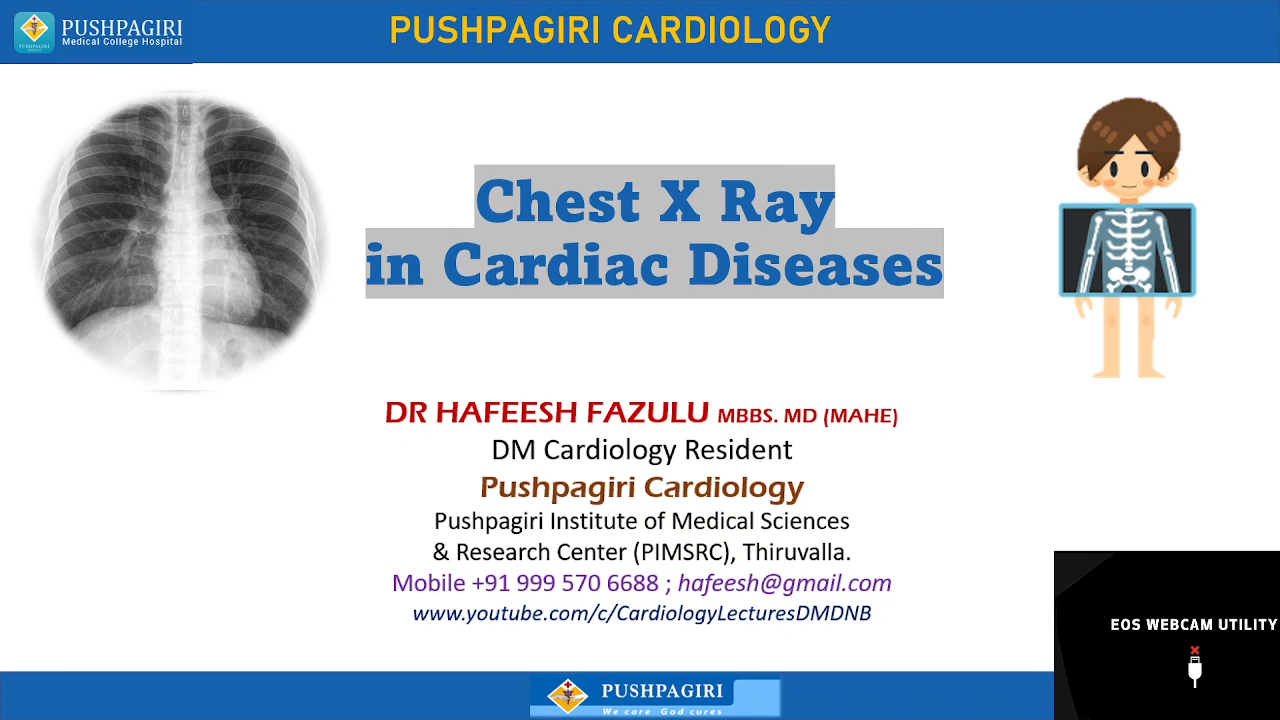 PUSHPAGIRI
Medical College Hospital
PUSHPAGIRI CARDIOLOGY
Chest X Ray
in Cardiac Diseases
DR HAFEESH FAZULU MBBS. MD (MAHE)
DM Cardiology Resident
Pushpagiri Cardiology
Pushpagiri Institute of Medical Sciences
& Research Center (PIMSRC), Thiruvalla.
Mobile +91 999 570 6688 ; hafeesh@gmail.com
www.youtube.com/c/CardiologyLecturesDMDNB
EOS WEBCAM UTILITY
PUSHPAGIRI
We care God cures